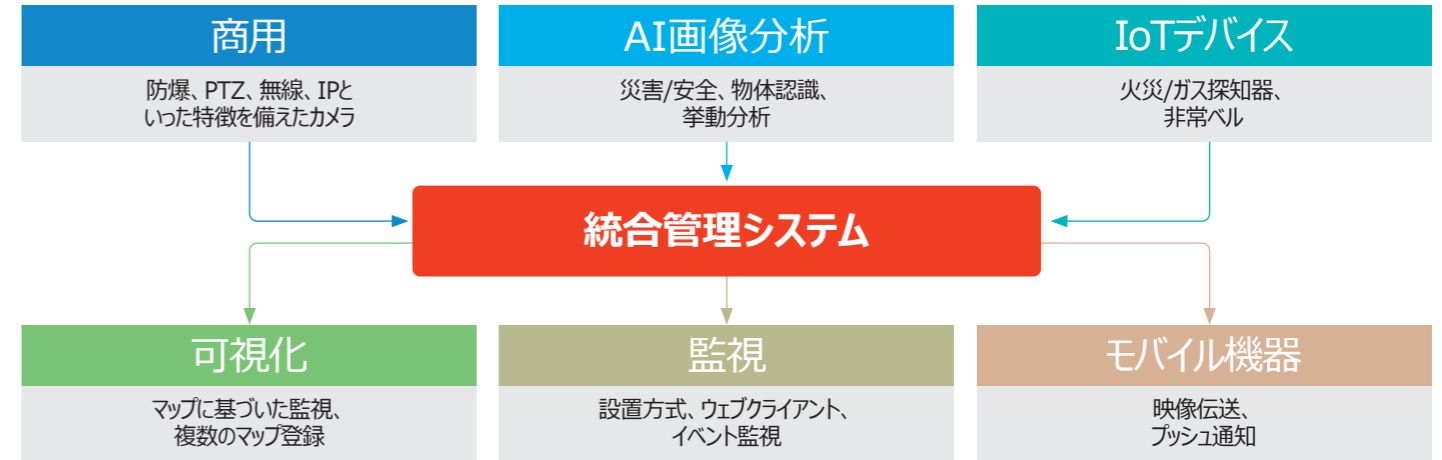 商用
防爆、PTZ、無線、IPと
いった特徴を備えたカメラ
AI画像分析
災害/安全、物体認識、
挙動分析
IoTデバイス
火災/ガス探知器、
非常ベル
統合管理システム
可視化
マップに基づいた監視、
複数のマップ登録
監視
設置方式、ウェブクライアント、
イベント監視
モバイル機器
映像伝送、
プッシュ通知